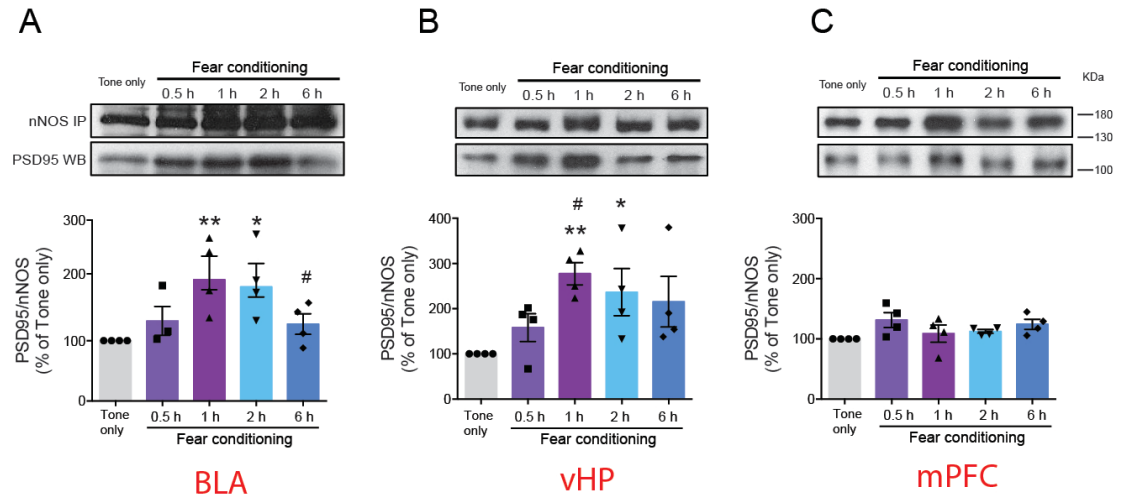 A
Fear conditioning
Tone only
0.5 h 1 h 2 h 6 h
nNOS IP
PSD95 WB
PSD95/nNOS
(% of Tone only)
300
200
100
0
** * #
Tone
only
0.5 h 1 h 2 h 6 h
Fear conditioning
BLA
B
Fear conditioning
Tone only
0.5 h 1 h 2 h 6 h
PSD95/nNOS
(% of Tone only)
400
300
200
100
0
# *
**
Tone
only
0.5 h 1 h 2 h 6 h
Fear conditioning
vHP
C
Fear conditioning
Tone only
0.5 h 1 h 2 h 6 h
KDa
180
130
100
PSD95/nNOS
(% of Tone only)
300
200
100
0
Tone
only
0.5 h 1 h 2 h 6 h
Fear conditioning
mPFC